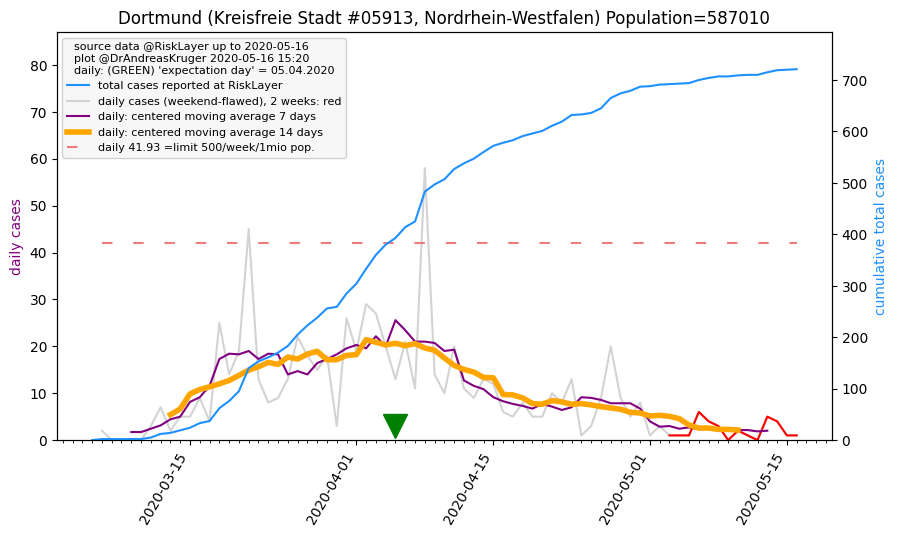 Dortmund (Kreisfreie Stadt #05913, Nordrhein-Westfalen) Population=587010
source data @RiskLayer up to 2020-05-16
plot @DrAndreasKruger 2020-05-16 15:20
daily: (GREEN) 'expectation day' = 05.04.2020
total cases reported at RiskLayer
daily cases (weekend-flawed), 2 weeks: red
daily: centered moving average 7 days
daily: centered moving average 14 days
daily 41.93 =limit 500/week/1mio pop.
daily cases
80
70
60
50
40
30
20
10
0
cumulative total cases
700
600
500
400
300
200
100
0
2020-03-15
2020-04-01
2020-04-15
2020-05-01
2020-05-15